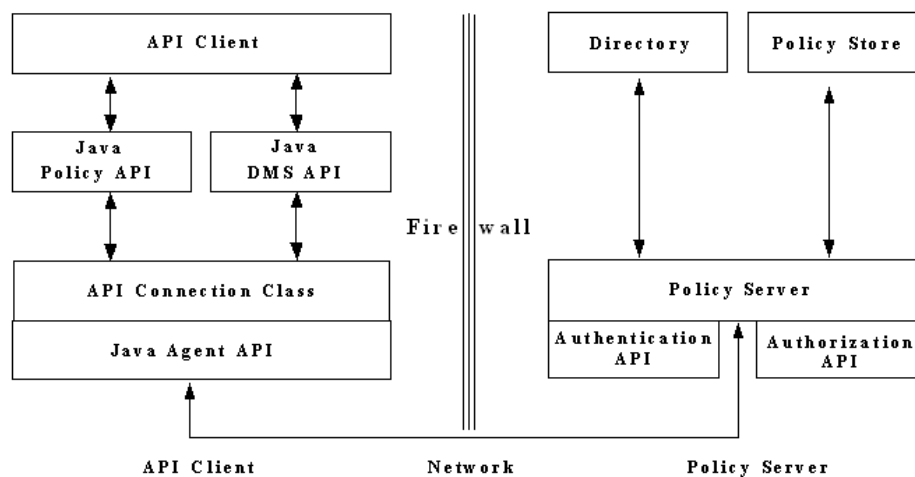 API Client
Directory
Policy Store
Java
Policy API
Java
DMS API
Fire wall
API Connection Class
Policy Server
Java Agent API
Authentication
API
Authorization
API
API Client
Network
Policy Server